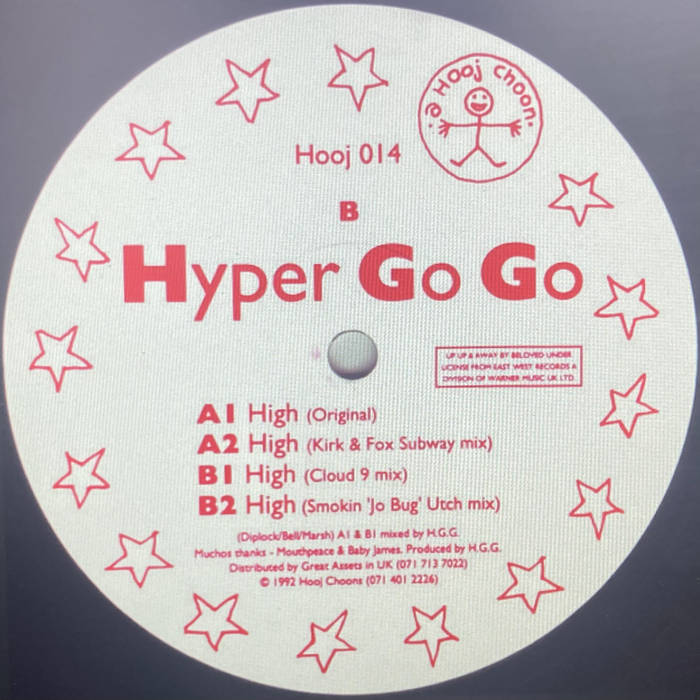 a Hooj Choon.
Hooj 014
B
Hyper Go Go
UP UP & AWAY BY BELOVED UNDER
LICENSE FROM EAST WEST RECORDS A
DIVISION OF WARNER MUSIC UK LTD.
A1 High (Original)
A2 High (Kirk & Fox Subway mix)
B1 High (Cloud 9 mix)
B2 High (Smokin 'Jo Bug' Utch mix)
(Diplock/Bell/Marsh) A1 & B1 mixed by H.G.G.
Muchos thanks - Mouthpeace & Baby James. Produced by H.G.G.
Distributed by Great Assets in UK (071 713 7022)
© 1992 Hooj Choons (071 401 2226)